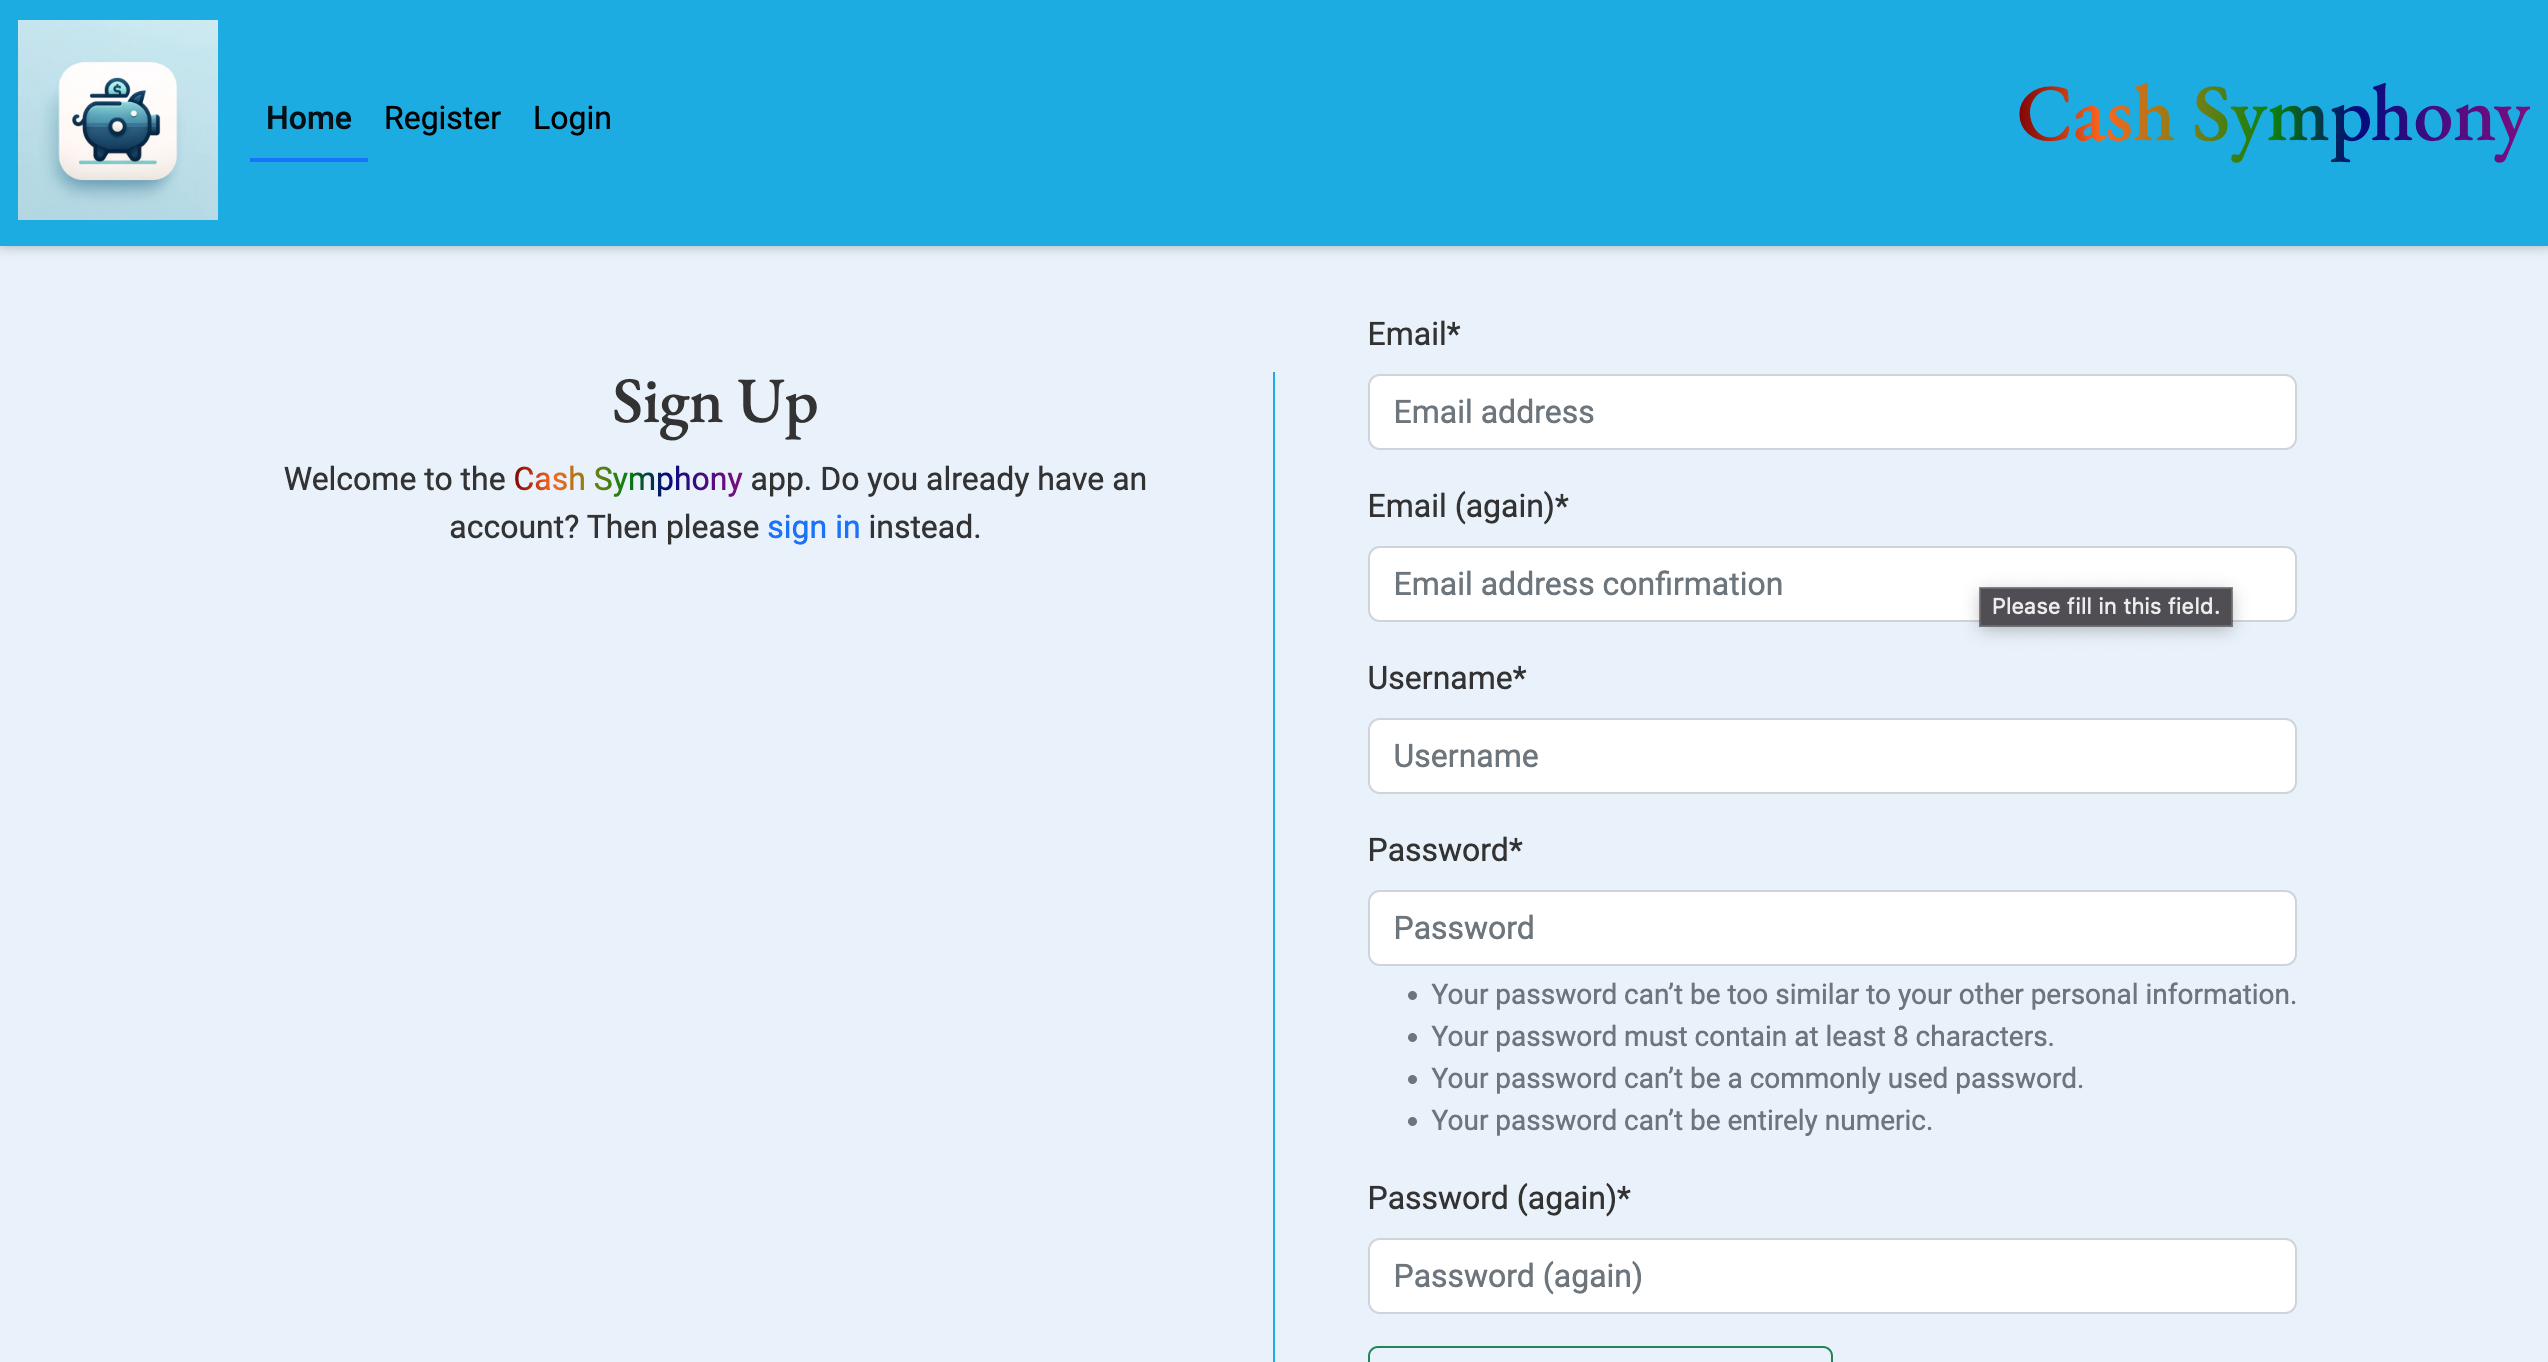 Home Register Login
Cash Symphony
Sign Up
Welcome to the Cash Symphony app. Do you already have an
account? Then please sign in instead.
Email*
Email address
Email (again)*
Email address confirmation
Please fill in this field.
Username*
Username
Password*
Password
• Your password can’t be too similar to your other personal information.
• Your password must contain at least 8 characters.
• Your password can’t be a commonly used password.
• Your password can’t be entirely numeric.
Password (again)*
Password (again)